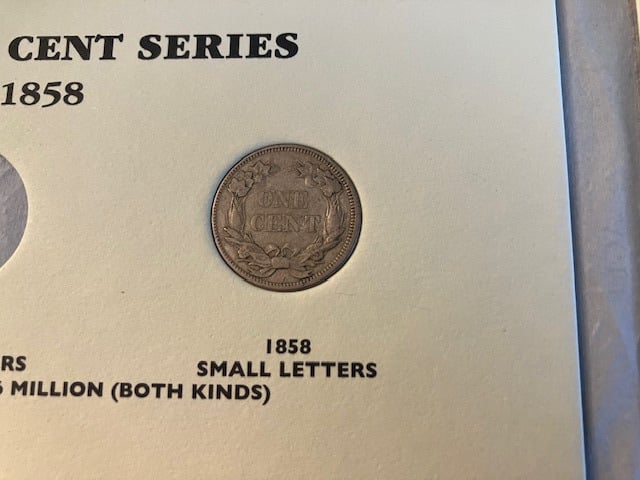 CENT SERIES
1858
ONE
CENT
1858
SMALL LETTERS
RS
MILLION (BOTH KINDS)